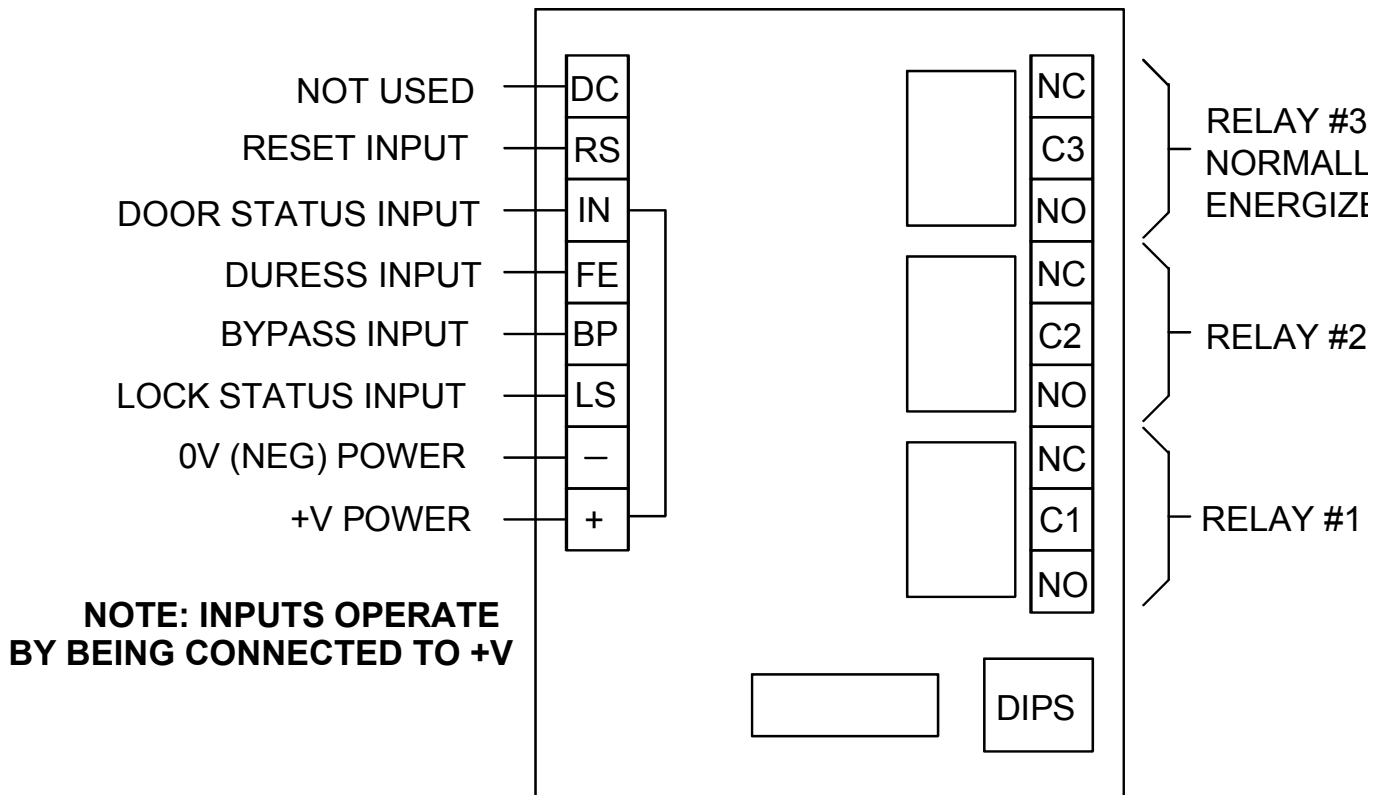 NOT USED
RESET INPUT
DOOR STATUS INPUT
DURESS INPUT
BYPASS INPUT
LOCK STATUS INPUT
0V (NEG) POWER
+V POWER
NOTE: INPUTS OPERATE
BY BEING CONNECTED TO +V
DC
RS
IN
FE
BP
LS
–
+
NC
C3
NO
NC
C2
NO
NC
C1
NO
DIPS
RELAY #3
NORMALL
ENERGIZE
RELAY #2
RELAY #1